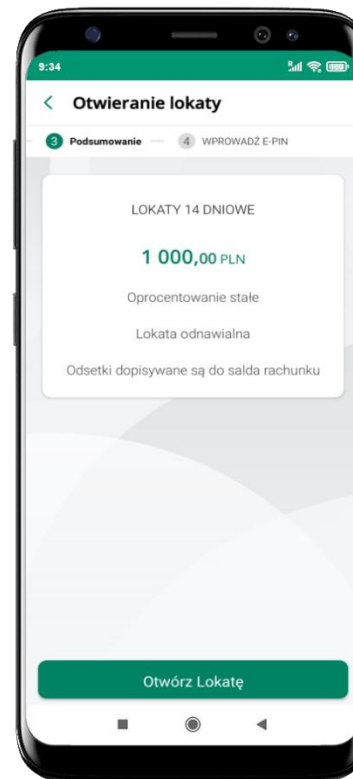 9:34
Otwieranie lokaty
3 Podsumowanie 4 WPROWADŹ E-PIN
LOKATY 14 DNIOWE
1 000,00 PLN
Oprocentowanie stałe
Lokata odnawialna
Odsetki dopisywane są do salda rachunku
Otwórz Lokatę